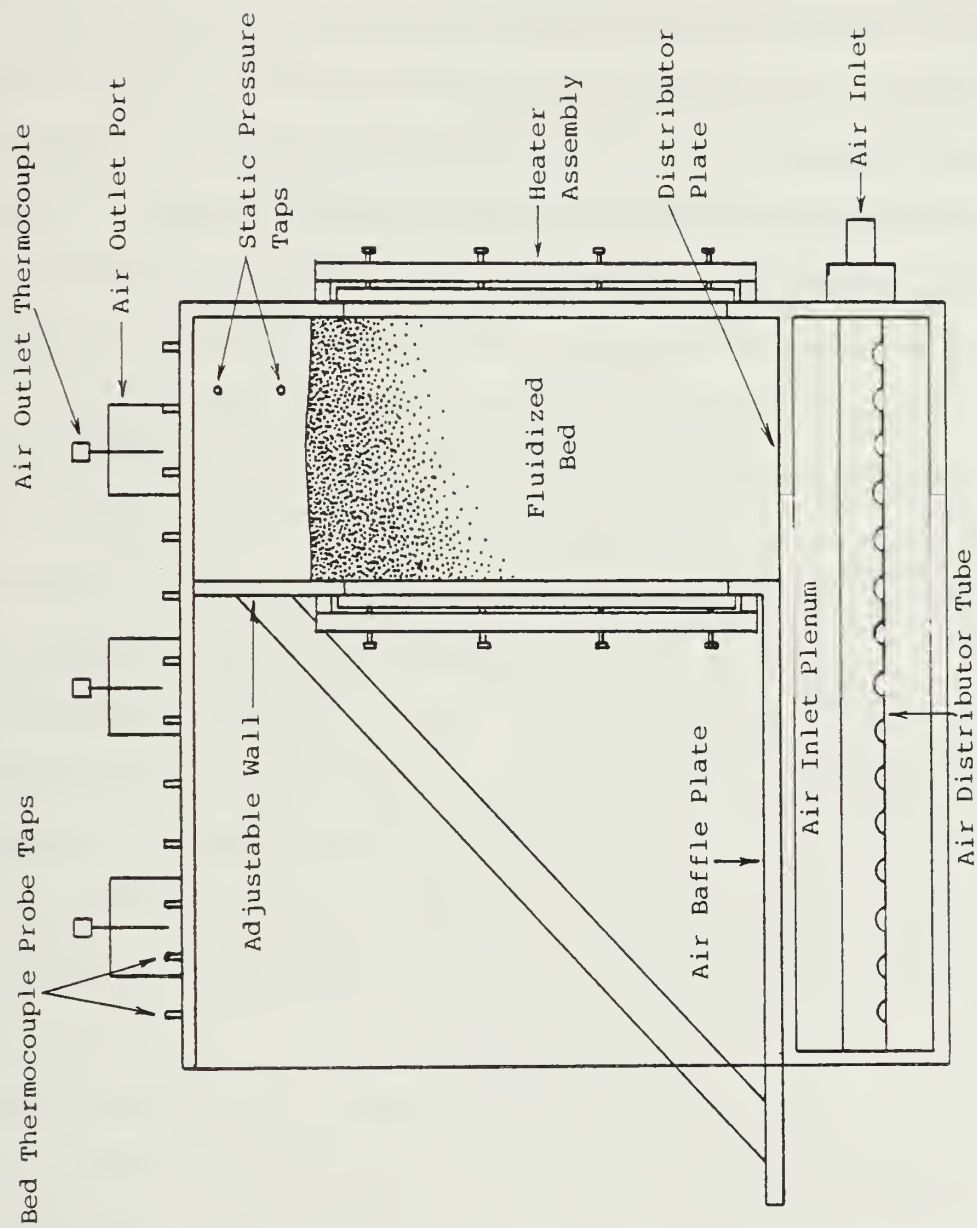 Bed Thermocouple Probe Taps
Air Outlet Thermocouple
Air Outlet Port
Static Pressure
Taps
Adjustable Wall
Heater
Assembly
Fluidized
Bed
Distributor
Plate
Air Baffle Plate
Air Inlet Plenum
Air Inlet
Air Distributor Tube